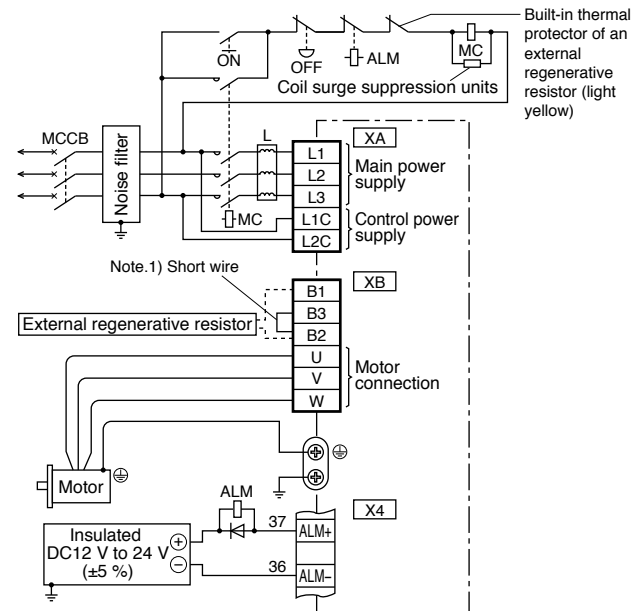 Built-in thermal
protector of an
external
regenerative
resistor (light
yellow)
ON
OFF
ALM
MC
Coil surge suppression units
MCCB
Noise filter
L
MC
XA
L1
L2
L3
L1C
L2C
Main power
supply
Control power
supply
Note.1) Short wire
External regenerative resistor
XB
B1
B3
B2
U
V
W
Motor
connection
Motor
ALM
X4
Insulated
DC12 V to 24 V
(±5 %)
+
−
37
ALM+
36
ALM−